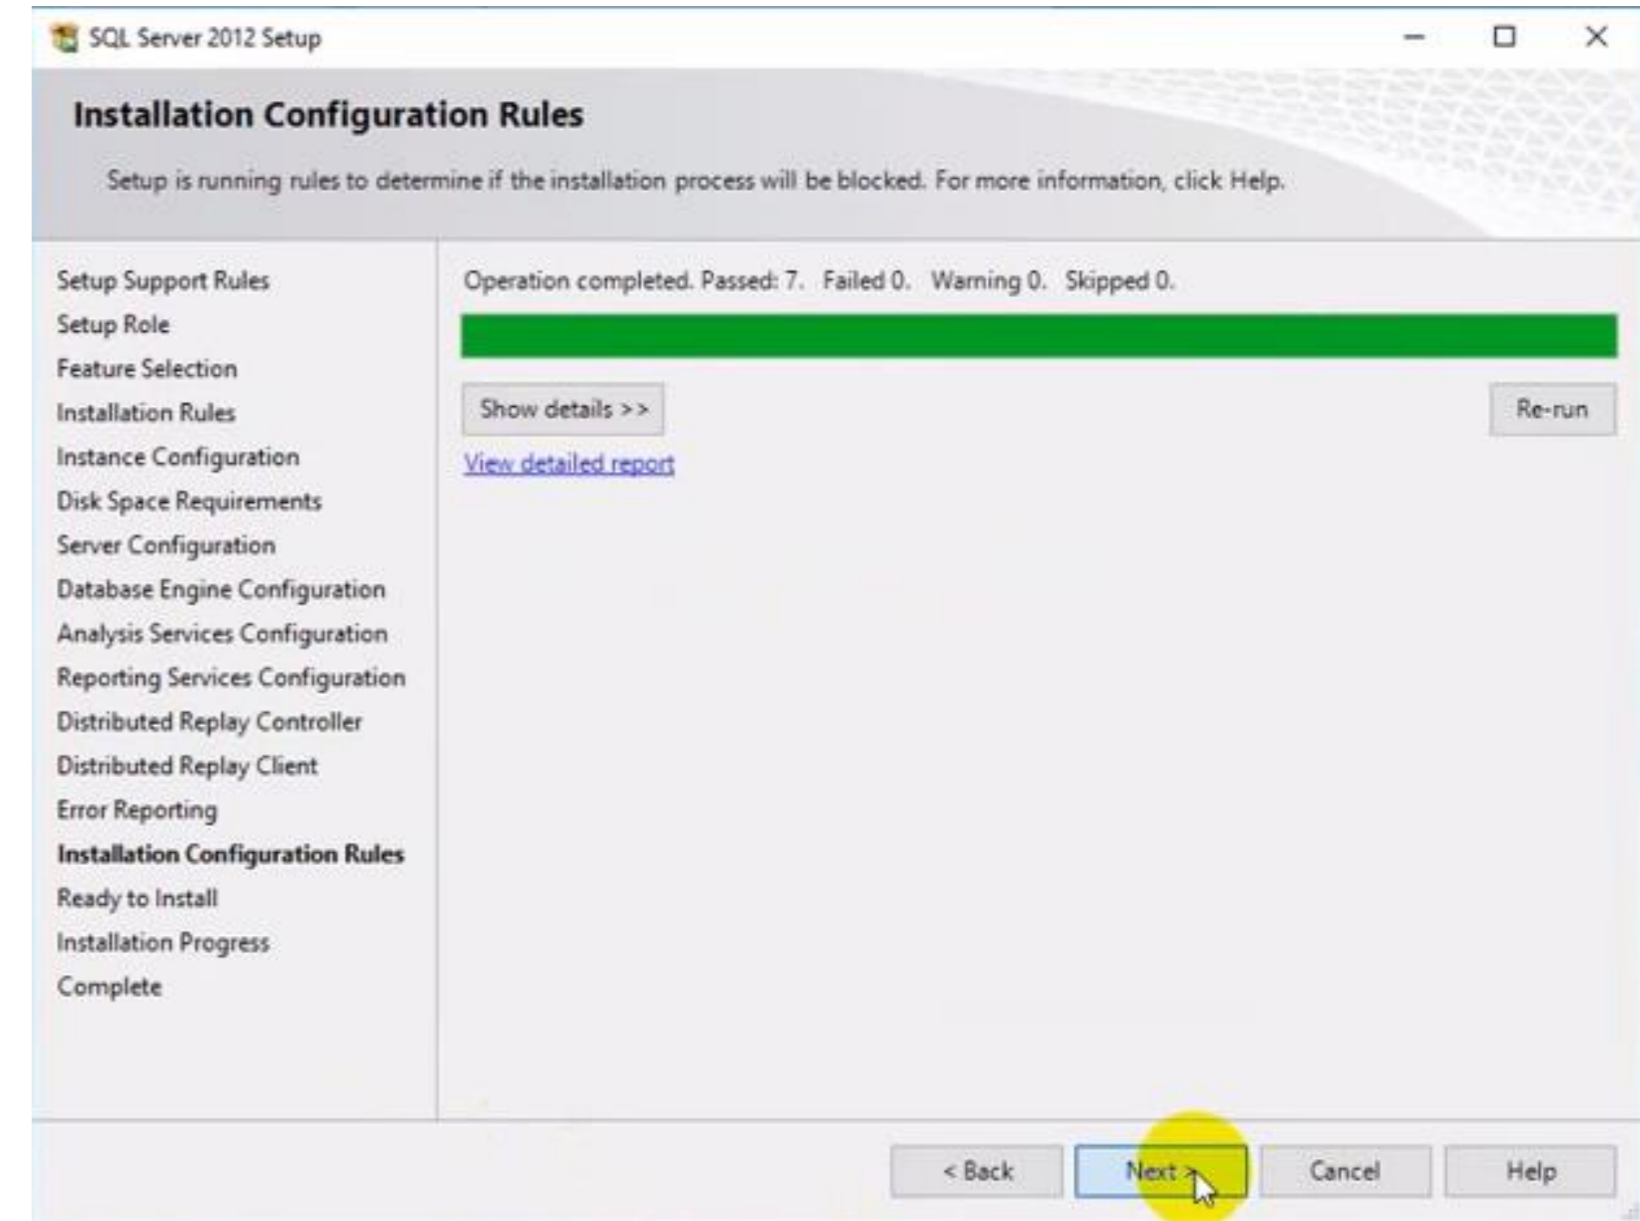 SQL Server 2012 Setup
Installation Configuration Rules
Setup is running rules to determine if the installation process will be blocked. For more information, click Help.
Setup Support Rules
Setup Role
Feature Selection
Installation Rules
Instance Configuration
Disk Space Requirements
Server Configuration
Database Engine Configuration
Analysis Services Configuration
Reporting Services Configuration
Distributed Replay Controller
Distributed Replay Client
Error Reporting
Installation Configuration Rules
Ready to Install
Installation Progress
Complete
Operation completed. Passed: 7. Failed 0. Warning 0. Skipped 0.
Show details >> Re-run
View detailed report
< Back Next > Cancel Help